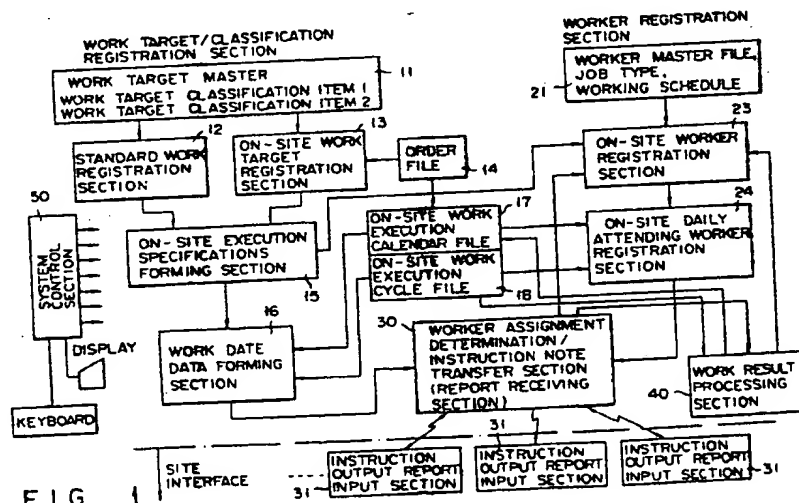 WORK TARGET/CLASSIFICATION
REGISTRATION SECTION
WORK TARGET MASTER
WORK TARGET CLASSIFICATION ITEM 1
WORK TARGET CLASSIFICATION ITEM 2
11
WORKER REGISTRATION
SECTION
WORKER MASTER FILE,
JOB TYPE,
WORKING SCHEDULE
21
12
STANDARD WORK
REGISTRATION
SECTION
13
ON-SITE WORK
TARGET
REGISTRATION
SECTION
ORDER
FILE
14
23
ON-SITE WORKER
REGISTRATION
SECTION
50
SYSTEM
CONTROL
SECTION
ON-SITE EXECUTION
SPECIFICATIONS
FORMING SECTION
15
17
ON-SITE WORK
EXECUTION
CALENDAR FILE
ON-SITE WORK
EXECUTION
CYCLE FILE
18
24
ON-SITE DAILY
ATTENDING WORKER
REGISTRATION
SECTION
16
WORK DATE
DATA FORMING
SECTION
30
WORKER ASSIGNMENT
DETERMINATION/
INSTRUCTION NOTE
TRANSFER SECTION
(REPORT RECEIVING
SECTION)
WORK RESULT
PROCESSING
SECTION
40
DISPLAY
KEYBOARD
SITE
INTERFACE
INSTRUCTION
OUTPUT REPORT
INPUT SECTION
31
31
INSTRUCTION
OUTPUT REPORT
INPUT SECTION
INSTRUCTION
OUTPUT REPORT
INPUT SECTION
31
FIG. 1